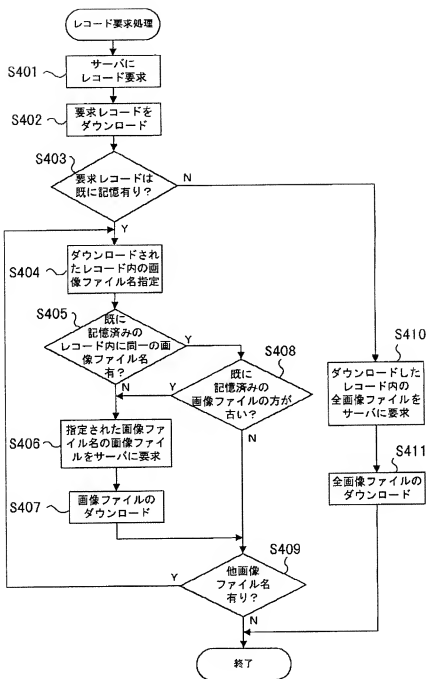 レコード要求処理
S401
サーバに
レコード要求
S402
要求レコードを
ダウンロード
S403
要求レコードは
既に記憶有り?
N
Y
S404
ダウンロードされ
たレコード内の画
像ファイル名指定
S405
既に
記憶済みの
レコード内に同一の画
像ファイル名
有?
Y
N
S408
既に
記憶済みの
画像ファイルの方が
古い?
Y
N
S406
指定された画像ファ
イル名の画像ファイ
ルをサーバに要求
S407
画像ファイルの
ダウンロード
S409
他画像
ファイル名
有り?
Y
N
S410
ダウンロードした
レコード内の
全画像ファイルを
サーバに要求
S411
全画像ファイルの
ダウンロード
終了